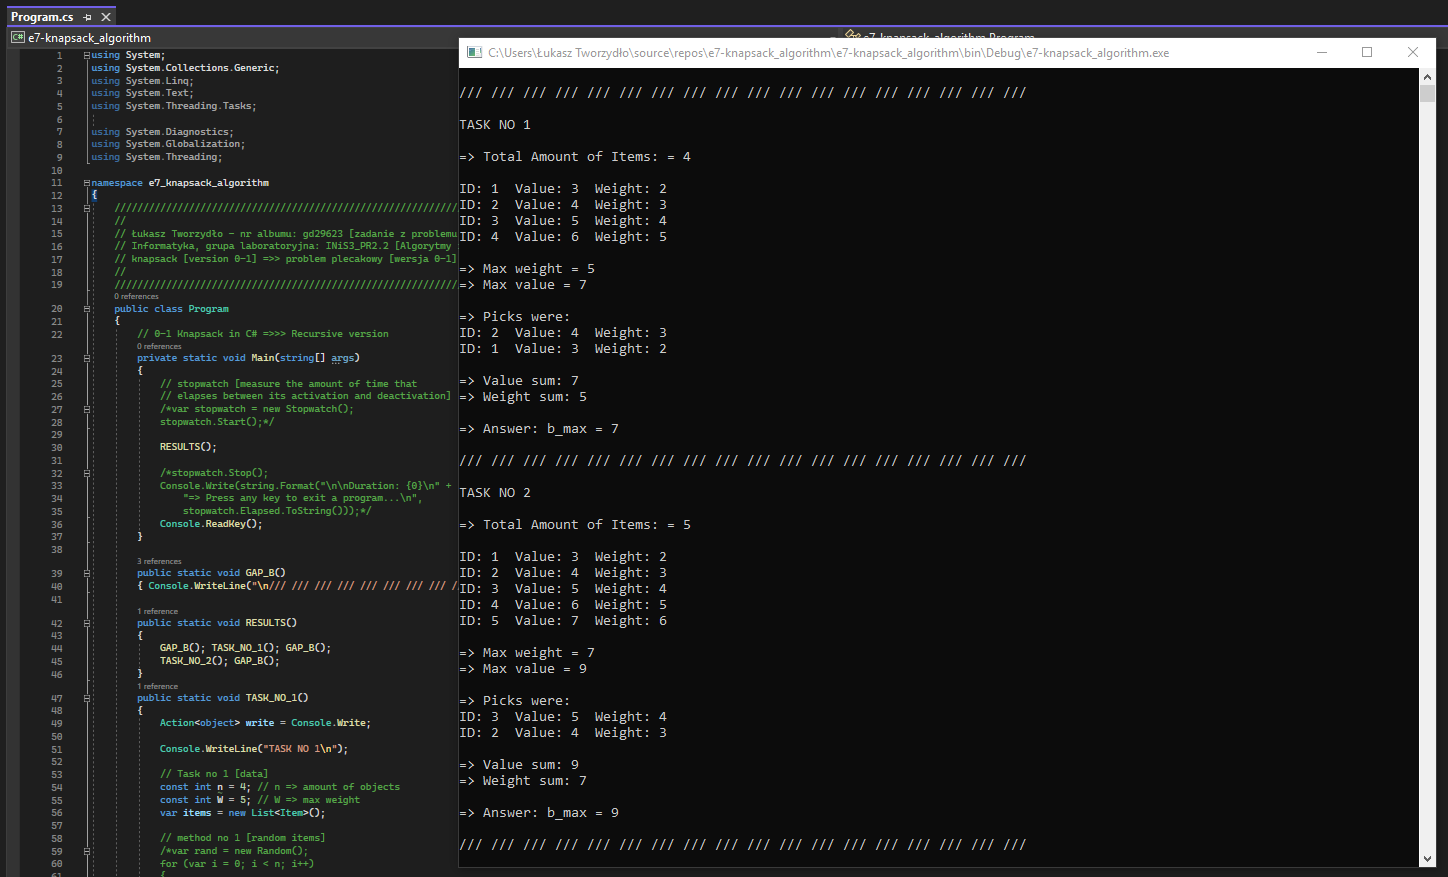 Program.cs
e7-knapsack_algorithm
e7-knapsack_algorithm.Program
1 using System;
2 using System.Collections.Generic;
3 using System.Linq;
4 using System.Text;
5 using System.Threading.Tasks;
6
7 using System.Diagnostics;
8 using System.Globalization;
9 using System.Threading;
10
11 namespace e7_knapsack_algorithm
12 {
13 ////////////////////////////////////////////////////////////
14 //
15 // Łukasz Tworzydło - nr albumu: gd29623 [zadanie z problemu
16 // Informatyka, grupa laboratoryjna: INiS3_PR2.2 [Algorytmy
17 // knapsack [version 0-1] =>> problem plecakowy [wersja 0-1]
18 //
19 ////////////////////////////////////////////////////////////
0 references
20 public class Program
21 {
22 // 0-1 Knapsack in C# =>>> Recursive version
0 references
23 private static void Main(string[] args)
24 {
25 // stopwatch [measure the amount of time that
26 // elapses between its activation and deactivation]
27 /*var stopwatch = new Stopwatch();
28 stopwatch.Start();*/
29
30 RESULTS();
31
32 /*stopwatch.Stop();
33 Console.Write(string.Format("\n\nDuration: {0}\n" +
34 "=> Press any key to exit a program...\n",
35 stopwatch.Elapsed.ToString()));*/
36 Console.ReadKey();
37 }
38
3 references
39 public static void GAP_B()
40 { Console.WriteLine("\n/// /// /// /// /// /// /// /// /
41
1 reference
42 public static void RESULTS()
43 {
44 GAP_B(); TASK_NO_1(); GAP_B();
45 TASK_NO_2(); GAP_B();
46 }
1 reference
47 public static void TASK_NO_1()
48 {
49 Action<object> write = Console.Write;
50
51 Console.WriteLine("TASK NO 1\n");
52
53 // Task no 1 [data]
54 const int n = 4; // n => amount of objects
55 const int W = 5; // W => max weight
56 var items = new List<Item>();
57
58 // method no 1 [random items]
59 /*var rand = new Random();
60 for (var i = 0; i < n; i++)
61 {
C:\Users\Łukasz Tworzydło\source\repos\e7-knapsack_algorithm\e7-knapsack_algorithm\bin\Debug\e7-knapsack_algorithm.exe
/// /// /// /// /// /// /// /// /// /// /// /// /// /// /// /// /// ///
TASK NO 1
=> Total Amount of Items: = 4
ID: 1 Value: 3 Weight: 2
ID: 2 Value: 4 Weight: 3
ID: 3 Value: 5 Weight: 4
ID: 4 Value: 6 Weight: 5
=> Max weight = 5
=> Max value = 7
=> Picks were:
ID: 2 Value: 4 Weight: 3
ID: 1 Value: 3 Weight: 2
=> Value sum: 7
=> Weight sum: 5
=> Answer: b_max = 7
/// /// /// /// /// /// /// /// /// /// /// /// /// /// /// /// /// ///
TASK NO 2
=> Total Amount of Items: = 5
ID: 1 Value: 3 Weight: 2
ID: 2 Value: 4 Weight: 3
ID: 3 Value: 5 Weight: 4
ID: 4 Value: 6 Weight: 5
ID: 5 Value: 7 Weight: 6
=> Max weight = 7
=> Max value = 9
=> Picks were:
ID: 3 Value: 5 Weight: 4
ID: 2 Value: 4 Weight: 3
=> Value sum: 9
=> Weight sum: 7
=> Answer: b_max = 9
/// /// /// /// /// /// /// /// /// /// /// /// /// /// /// /// /// ///